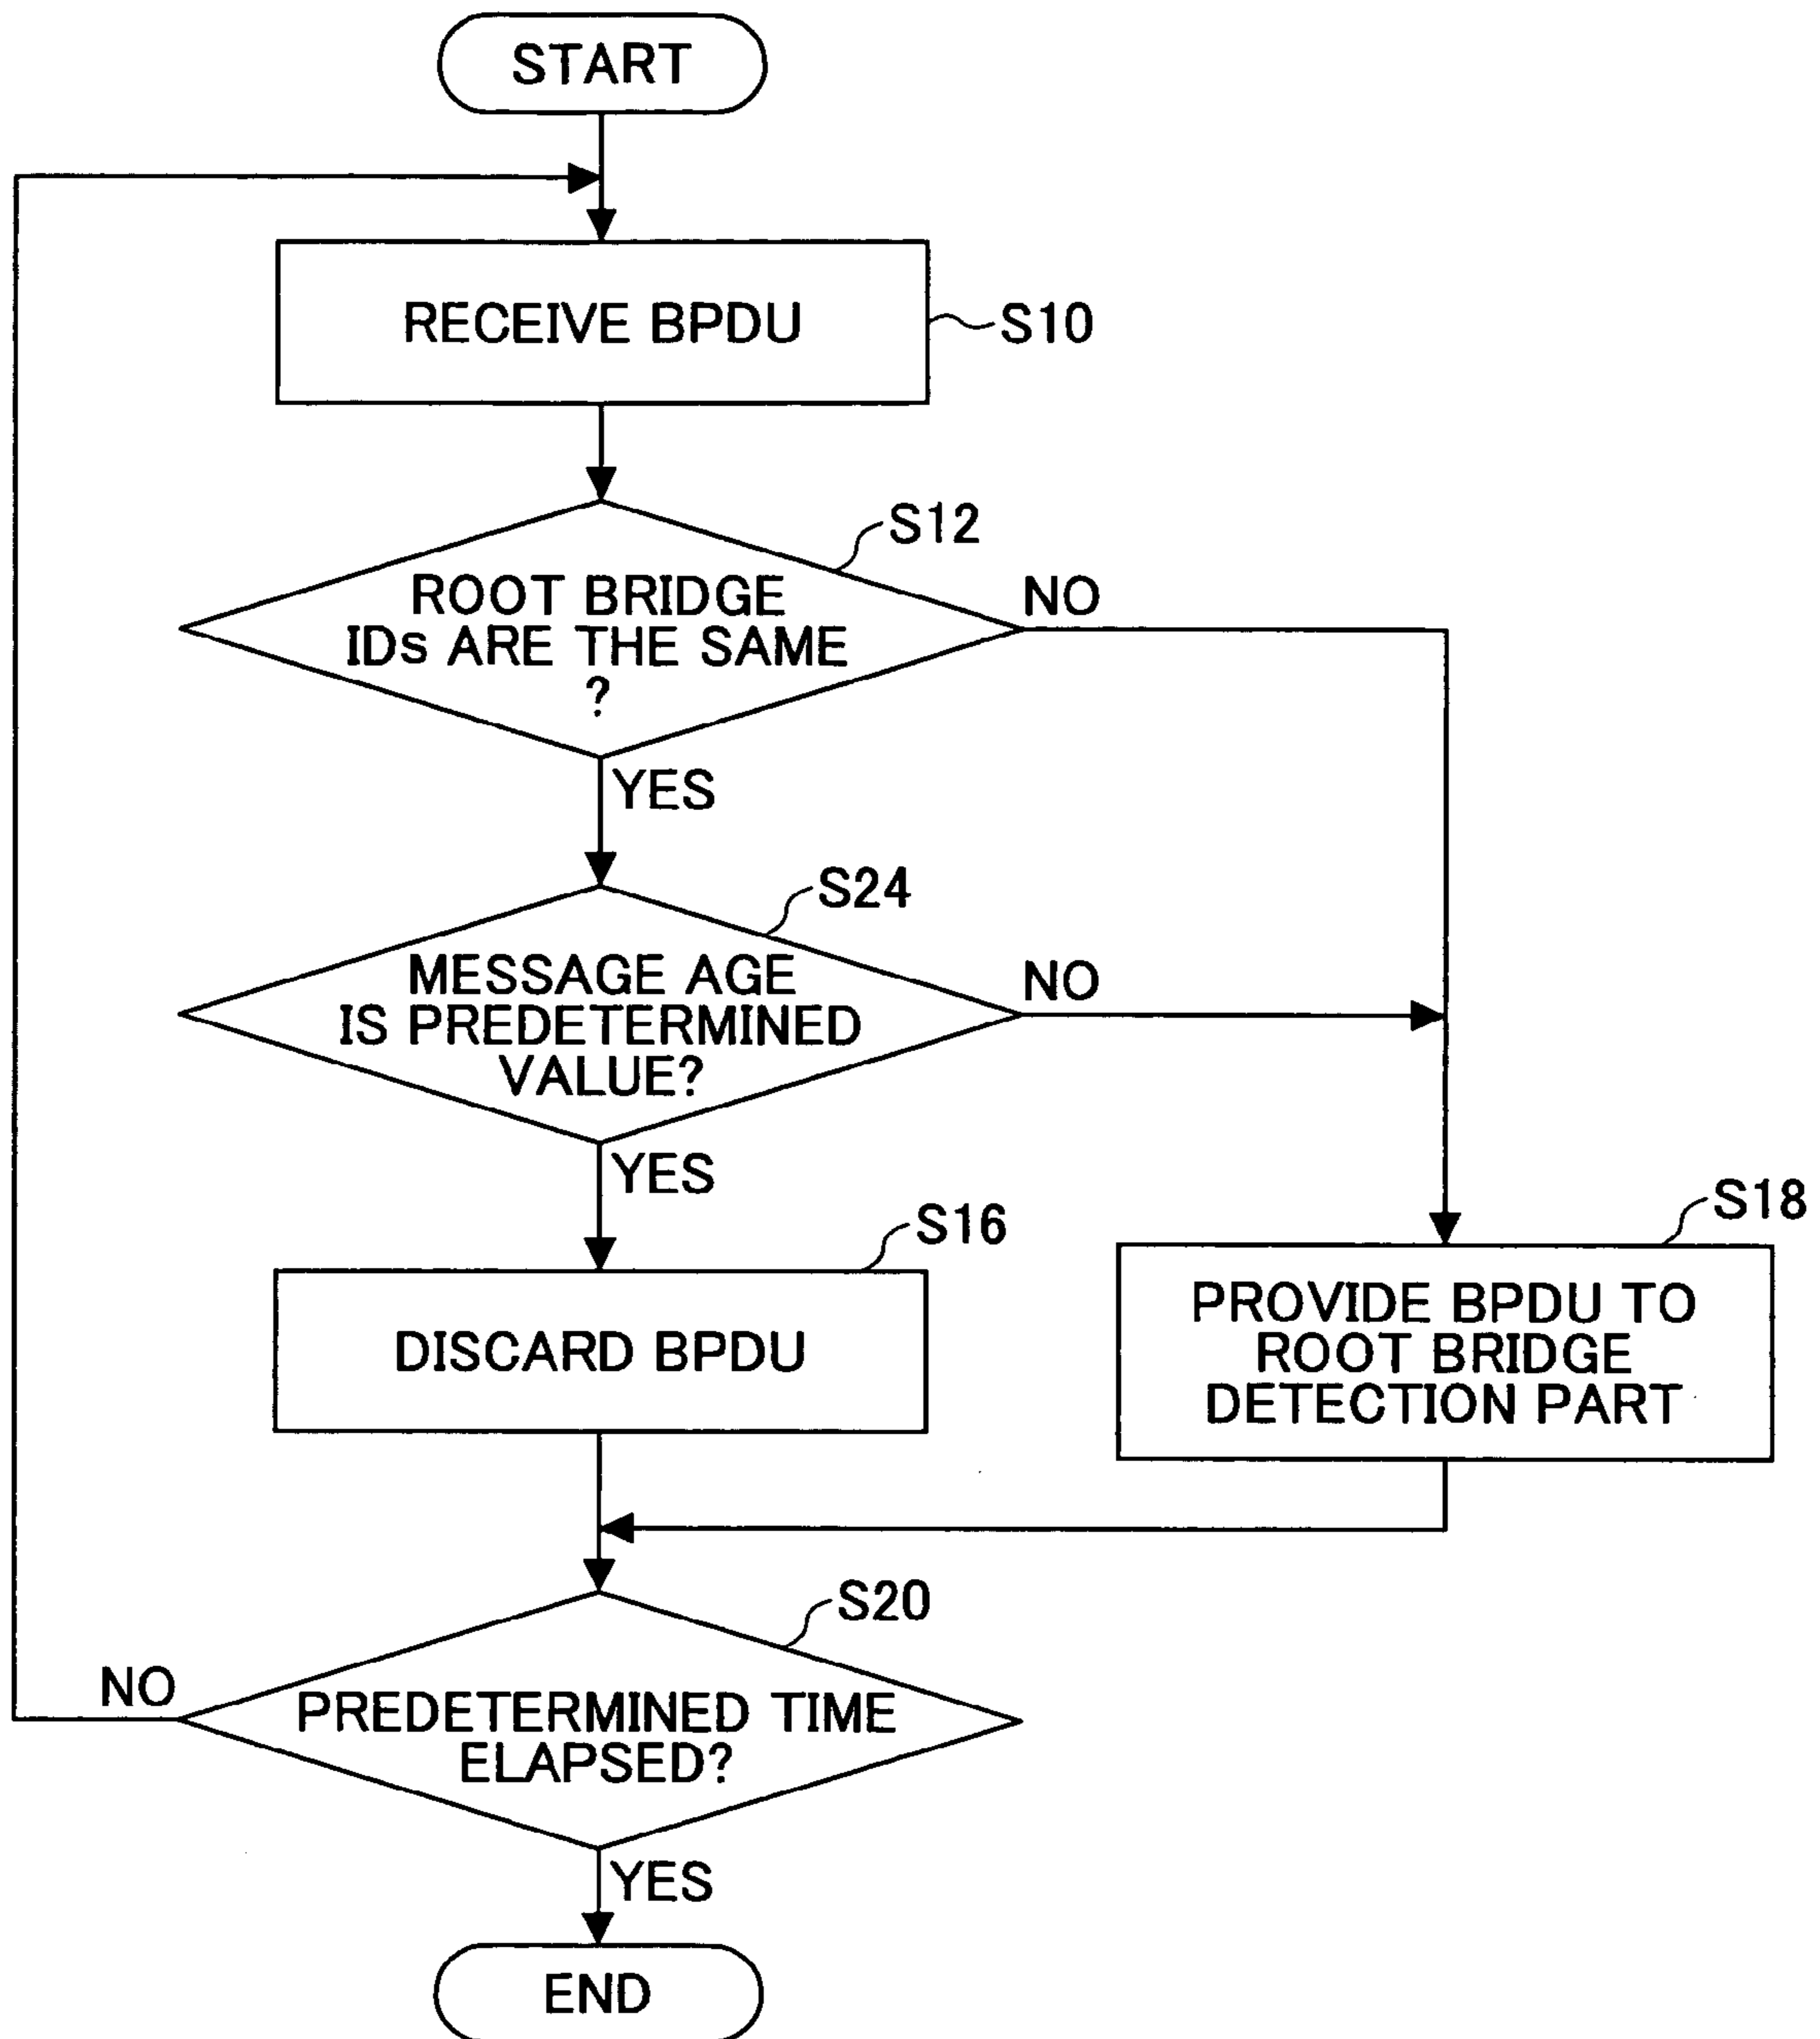 START
RECEIVE BPDU
S10
S12
ROOT BRIDGE
IDs ARE THE SAME
?
NO
YES
S24
MESSAGE AGE
IS PREDETERMINED
VALUE?
NO
YES
S16
DISCARD BPDU
S18
PROVIDE BPDU TO
ROOT BRIDGE
DETECTION PART
S20
PREDETERMINED TIME
ELAPSED?
NO
YES
END